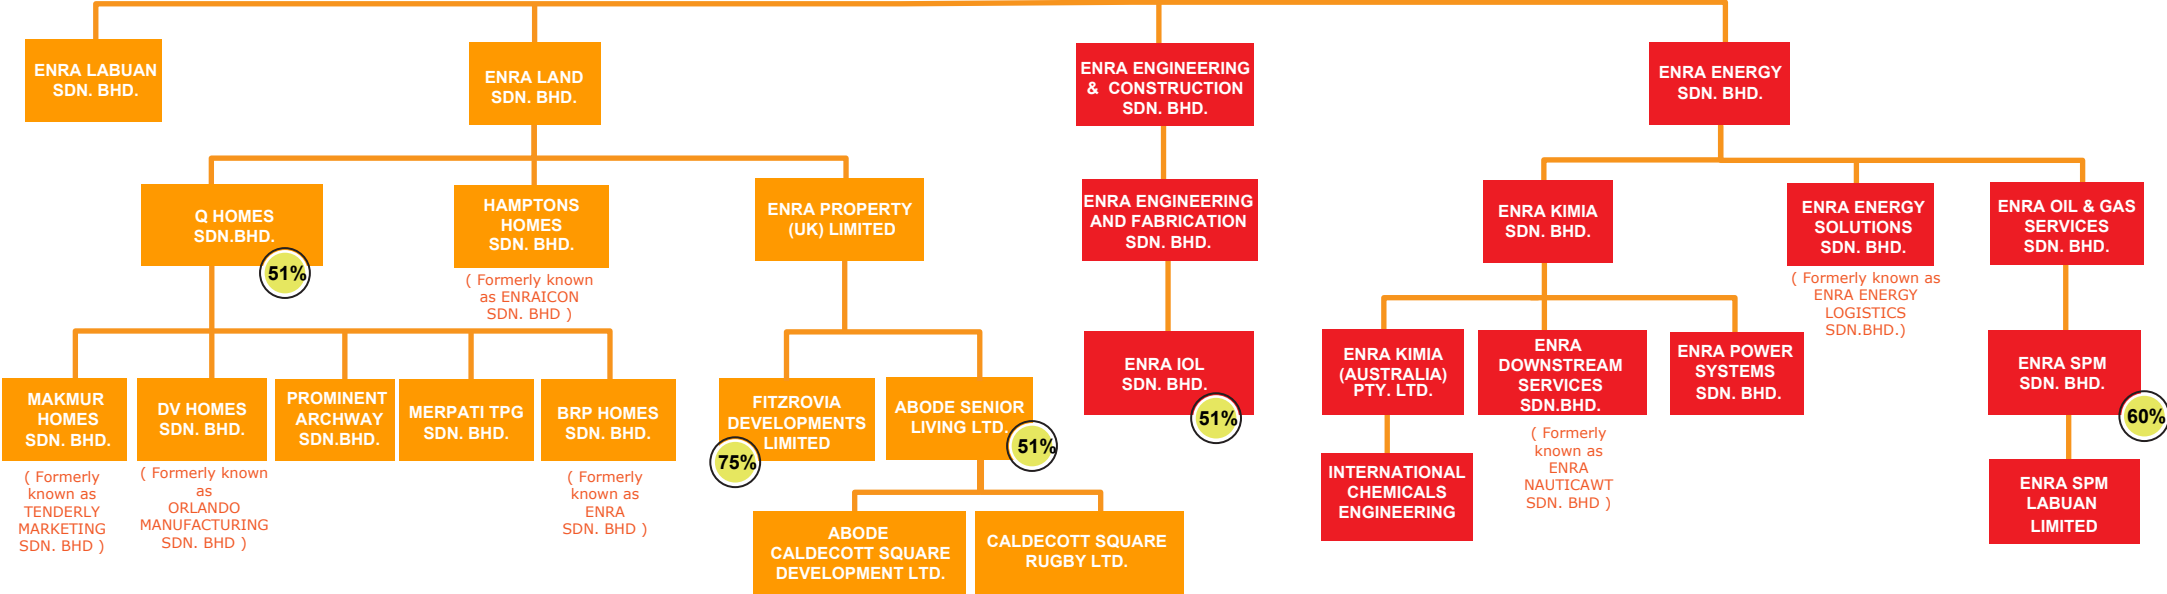 ENRA LABUAN
SDN. BHD.
ENRA LAND
SDN. BHD.
ENRA ENGINEERING
& CONSTRUCTION
SDN. BHD.
ENRA ENERGY
SDN. BHD.
Q HOMES
SDN.BHD.
51%
HAMPTONS
HOMES
SDN. BHD.
( Formerly known
as ENRAICON
SDN. BHD )
ENRA PROPERTY
(UK) LIMITED
ENRA ENGINEERING
AND FABRICATION
SDN. BHD.
ENRA KIMIA
SDN. BHD.
ENRA ENERGY
SOLUTIONS
SDN. BHD.
( Formerly known as
ENRA ENERGY
LOGISTICS
SDN.BHD.)
ENRA OIL & GAS
SERVICES
SDN. BHD.
MAKMUR
HOMES
SDN. BHD.
( Formerly
known as
TENDERLY
MARKETING
SDN. BHD )
DV HOMES
SDN. BHD.
( Formerly known
as
ORLANDO
MANUFACTURING
SDN. BHD )
PROMINENT
ARCHWAY
SDN.BHD.
MERPATI TPG
SDN. BHD.
BRP HOMES
SDN. BHD.
( Formerly
known as
ENRA
SDN. BHD )
FITZROVIA
DEVELOPMENTS
LIMITED
75%
ABODE SENIOR
LIVING LTD.
51%
ENRA IOL
SDN. BHD.
51%
ENRA KIMIA
(AUSTRALIA)
PTY. LTD.
ENRA
DOWNSTREAM
SERVICES
SDN.BHD.
( Formerly
known as
ENRA
NAUTICAWT
SDN. BHD )
ENRA POWER
SYSTEMS
SDN. BHD.
ENRA SPM
SDN. BHD.
60%
ABODE
CALDECOTT SQUARE
DEVELOPMENT LTD.
CALDECOTT SQUARE
RUGBY LTD.
INTERNATIONAL
CHEMICALS
ENGINEERING
ENRA SPM
LABUAN
LIMITED